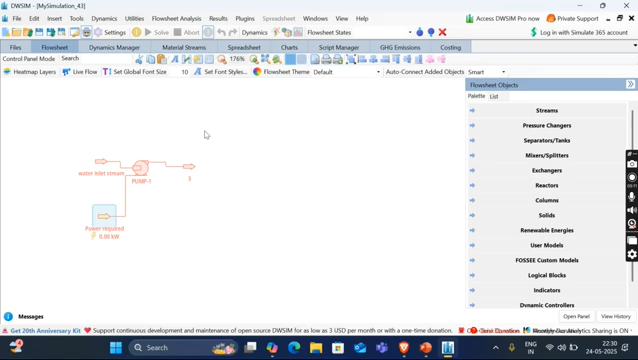 DWSIM - [MySimulation_43]
File Edit Insert Tools Dynamics Utilities Flowsheet Analysis Results Plugins Spreadsheet Windows View Help Access DWSIM Pro now Private Support
Settings Solve Abort Dynamics Flowsheet States Log in with Simulate 365 account
Files Flowsheet Dynamics Manager Material Streams Spreadsheet Charts Script Manager GHG Emissions Costing
Control Panel Mode Search 176%
Heatmap Layers Live Flow Set Global Font Size 10 Set Font Styles... Flowsheet Theme Default Auto-Connect Added Objects Smart
Flowsheet Objects
Palette List
Streams
Pressure Changers
Separators/Tanks
Mixers/Splitters
Exchangers
Reactors
Columns
Solids
Renewable Energies
User Models
FOSSEE Custom Models
Logical Blocks
Indicators
Dynamic Controllers
water inlet stream
PUMP-1
3
Power required
0.00 kW
Messages
Open Panel View History
Get 20th Anniversary Kit Support continuous development and maintenance of open source DWSIM for as low as 3 USD per month or with a one-time donation. Analytics Sharing is ON
Search
ENG
IN
22:30
24-05-2025